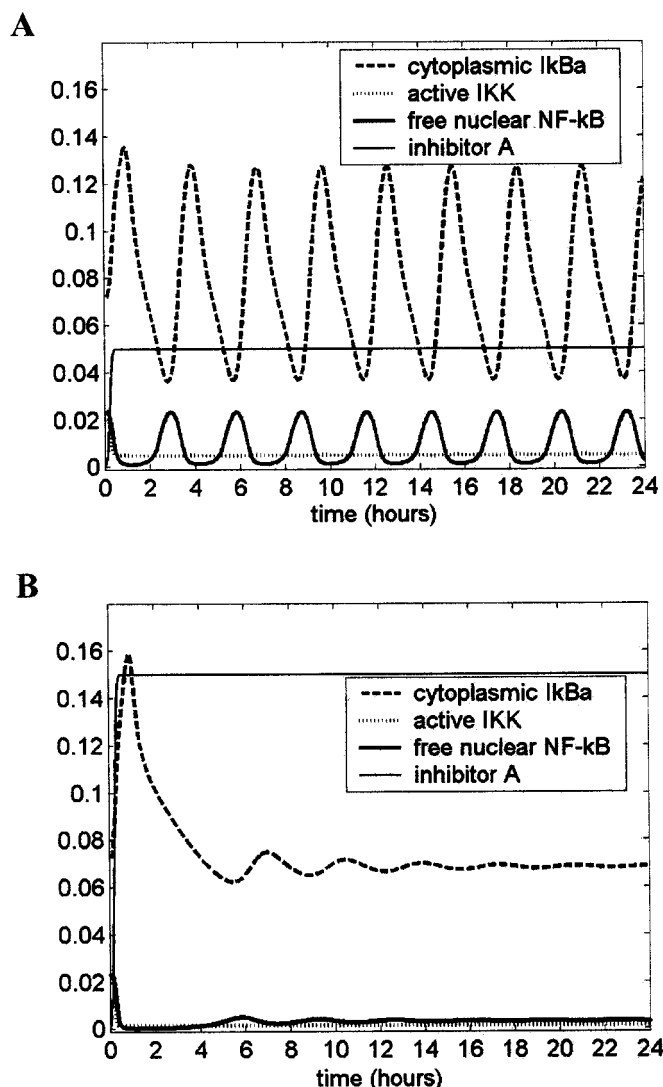 A
0.16
0.14
0.12
0.1
0.08
0.06
0.04
0.02
0
cytoplasmic IkBa
active IKK
free nuclear NF-kB
inhibitor A
0 2 4 6 8 10 12 14 16 18 20 22 24
time (hours)
B
0.16
0.14
0.12
0.1
0.08
0.06
0.04
0.02
0
cytoplasmic IkBa
active IKK
free nuclear NF-kB
inhibitor A
0 2 4 6 8 10 12 14 16 18 20 22 24
time (hours)